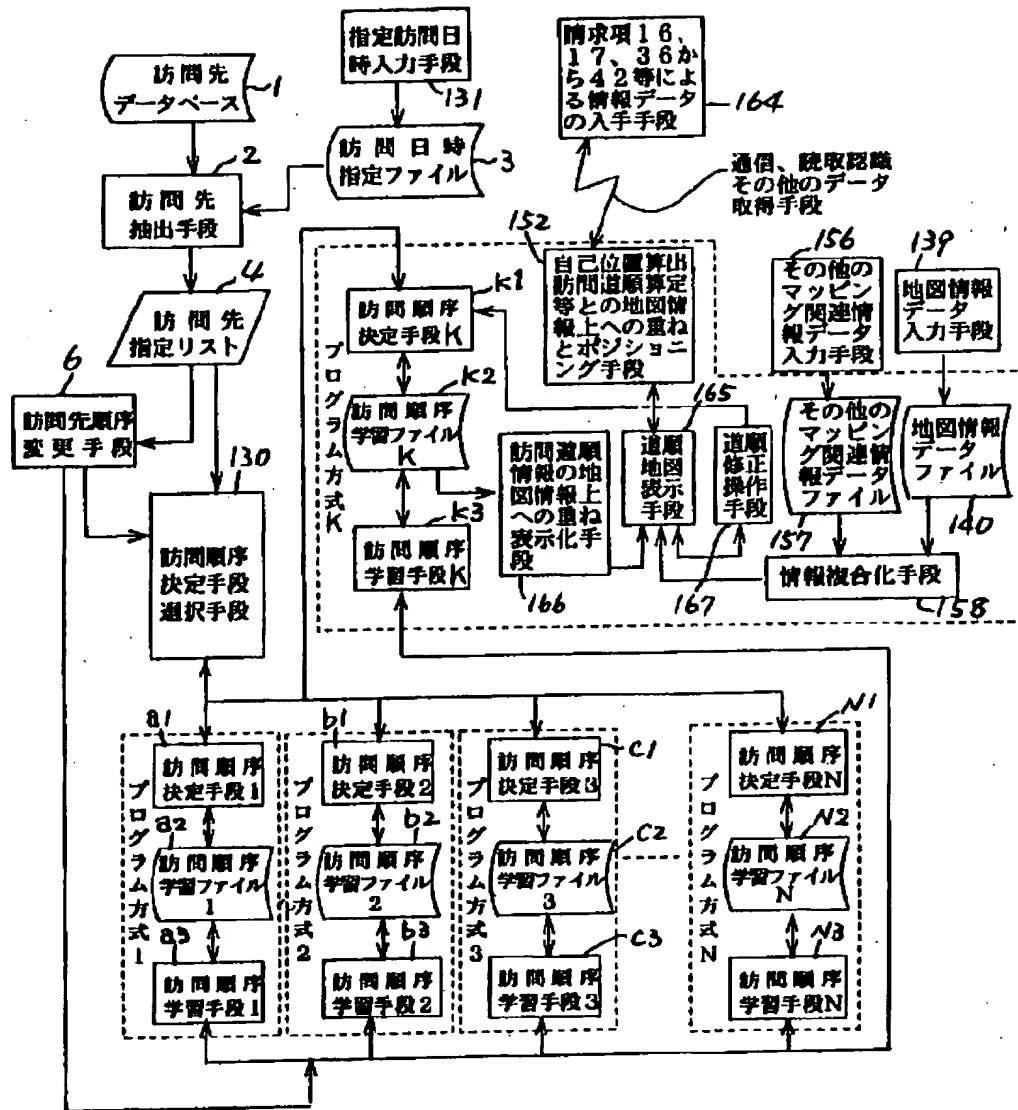 訪問先
データベース
1
指定訪問日
時入力手段
131
請求項16、
17、36か
ら42等によ
る情報データ
の入手手段
164
2
訪問先
抽出手段
訪問日時
指定ファイル
3
通信、読取認識
その他のデータ
取得手段
4
訪問先
指定リスト
6
訪問先順序
変更手段
130
訪問順序
決定手段
選択手段
プログラム方式K
K1
訪問順序
決定手段K
K2
訪問順序
学習ファイル
K
K3
訪問順序
学習手段K
152
自己位置算出
訪問道順算定
等との地図情
報上への重ね
とポジショニ
ング手段
156
その他の
マッピン
グ関連情
報データ
入力手段
139
地図情報
データ
入力手段
訪問道順
情報の地
図情報上
への重ね
表示化手
段
166
165
道順
地図
表示
手段
道順
修正
操作
手段
167
その他の
マッピン
グ関連情
報データ
ファイル
157
地図情報
データ
ファイル
140
情報複合化手段
158
プログラム方式1
a1
訪問順序
決定手段1
a2
訪問順序
学習ファイル
1
a3
訪問順序
学習手段1
プログラム方式2
b1
訪問順序
決定手段2
b2
訪問順序
学習ファイル
2
b3
訪問順序
学習手段2
プログラム方式3
C1
訪問順序
決定手段3
C2
訪問順序
学習ファイル
3
C3
訪問順序
学習手段3
プログラム方式N
N1
訪問順序
決定手段N
N2
訪問順序
学習ファイル
N
N3
訪問順序
学習手段N